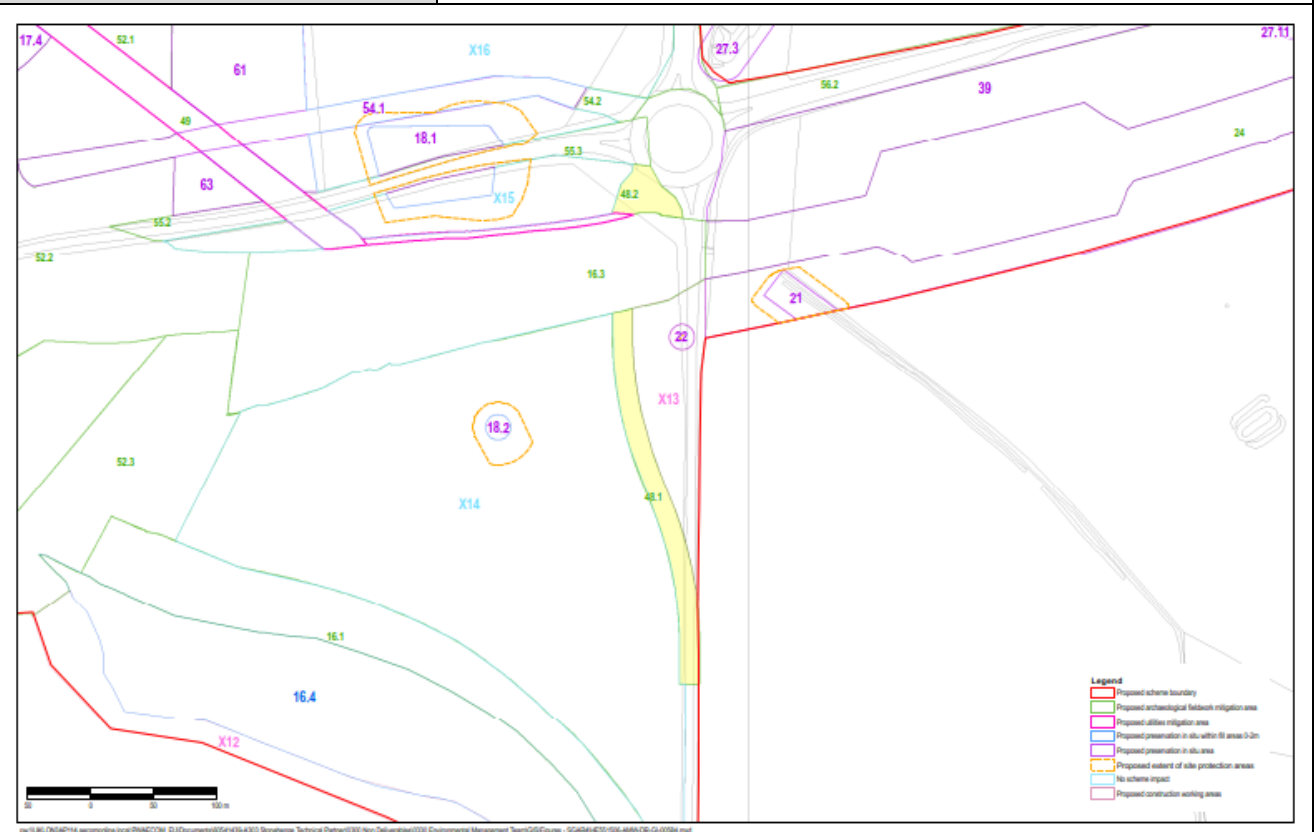 17.4
52.1
X16
27.3
27.11
61
56.2
39
54.1
54.2
49
18.1
24
55.3
63
X15
48.2
55.2
52.2
16.3
21
22
X13
18.2
52.3
X14
48.1
16.1
16.4
X12
Legend
Proposed scheme boundary
Proposed archaeological fieldwork mitigation area
Proposed utilities mitigation area
Proposed preservation in situ within fill areas 0-2m
Proposed preservation in situ area
Proposed extent of site protection areas
No scheme impact
Proposed construction working areas
50 0 50 100 m